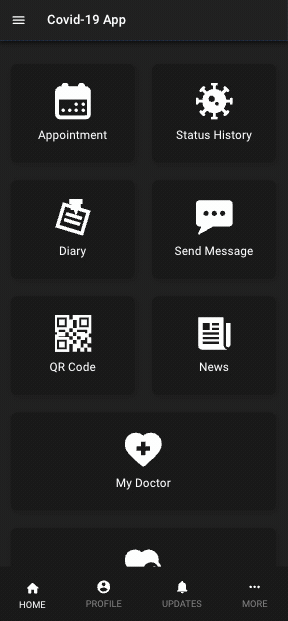 Covid-19 App
Appointment
Status History
Diary
Send Message
QR Code
News
My Doctor
HOME
PROFILE
UPDATES
MORE